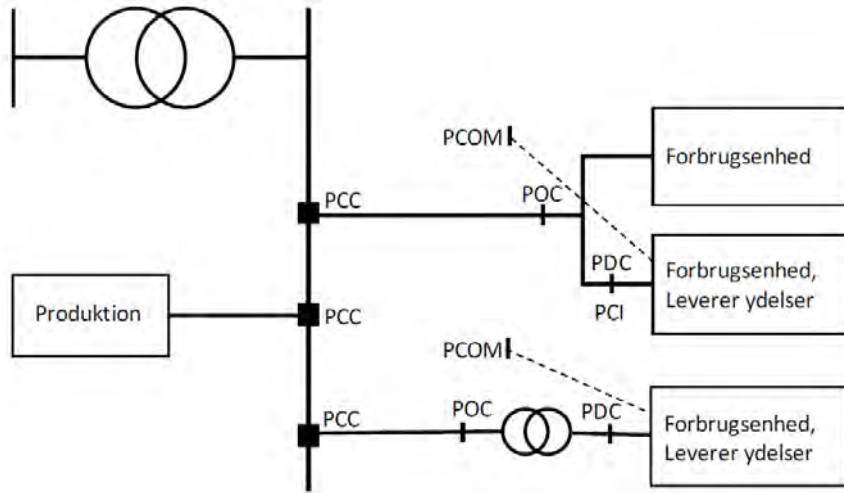 PCOM
Forbrugsenhed
PCC
POC
PDC
Forbrugsenhed,
Leverer ydelser
PCI
Produktion
PCC
PCOM
PCC
POC
PDC
Forbrugsenhed,
Leverer ydelser